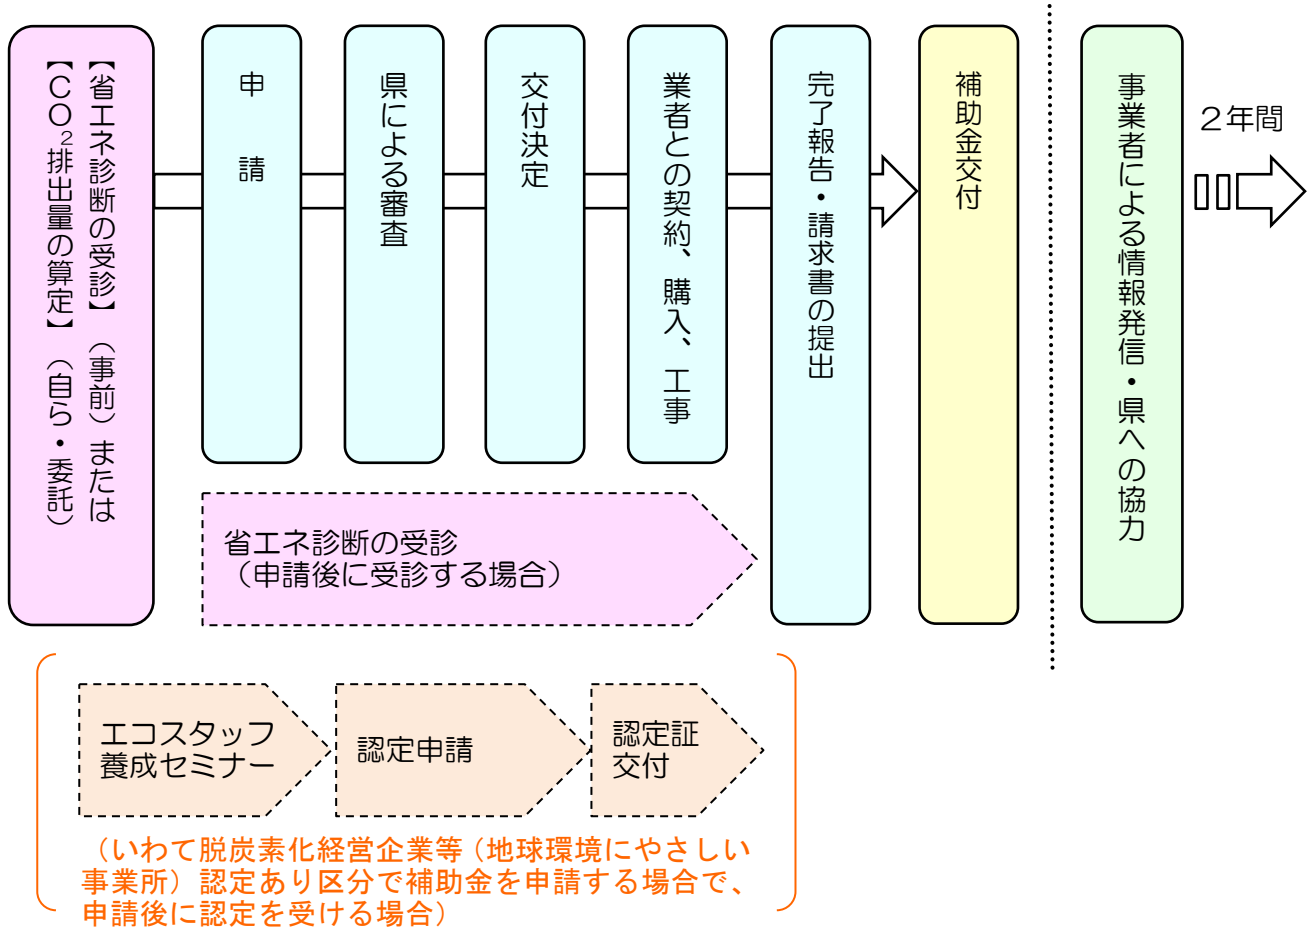 【省エネ診断の受診】（事前）または
【ＣＯ₂排出量の算定】（自ら・委託）
申　請
県による審査
交付決定
業者との契約、購入、工事
完了報告・請求書の提出
補助金交付
事業者による情報発信・県への協力
２年間
省エネ診断の受診
（申請後に受診する場合）
エコスタッフ
養成セミナー
認定申請
認定証
交付
（いわて脱炭素化経営企業等（地球環境にやさしい
事業所）認定あり区分で補助金を申請する場合で、
申請後に認定を受ける場合）